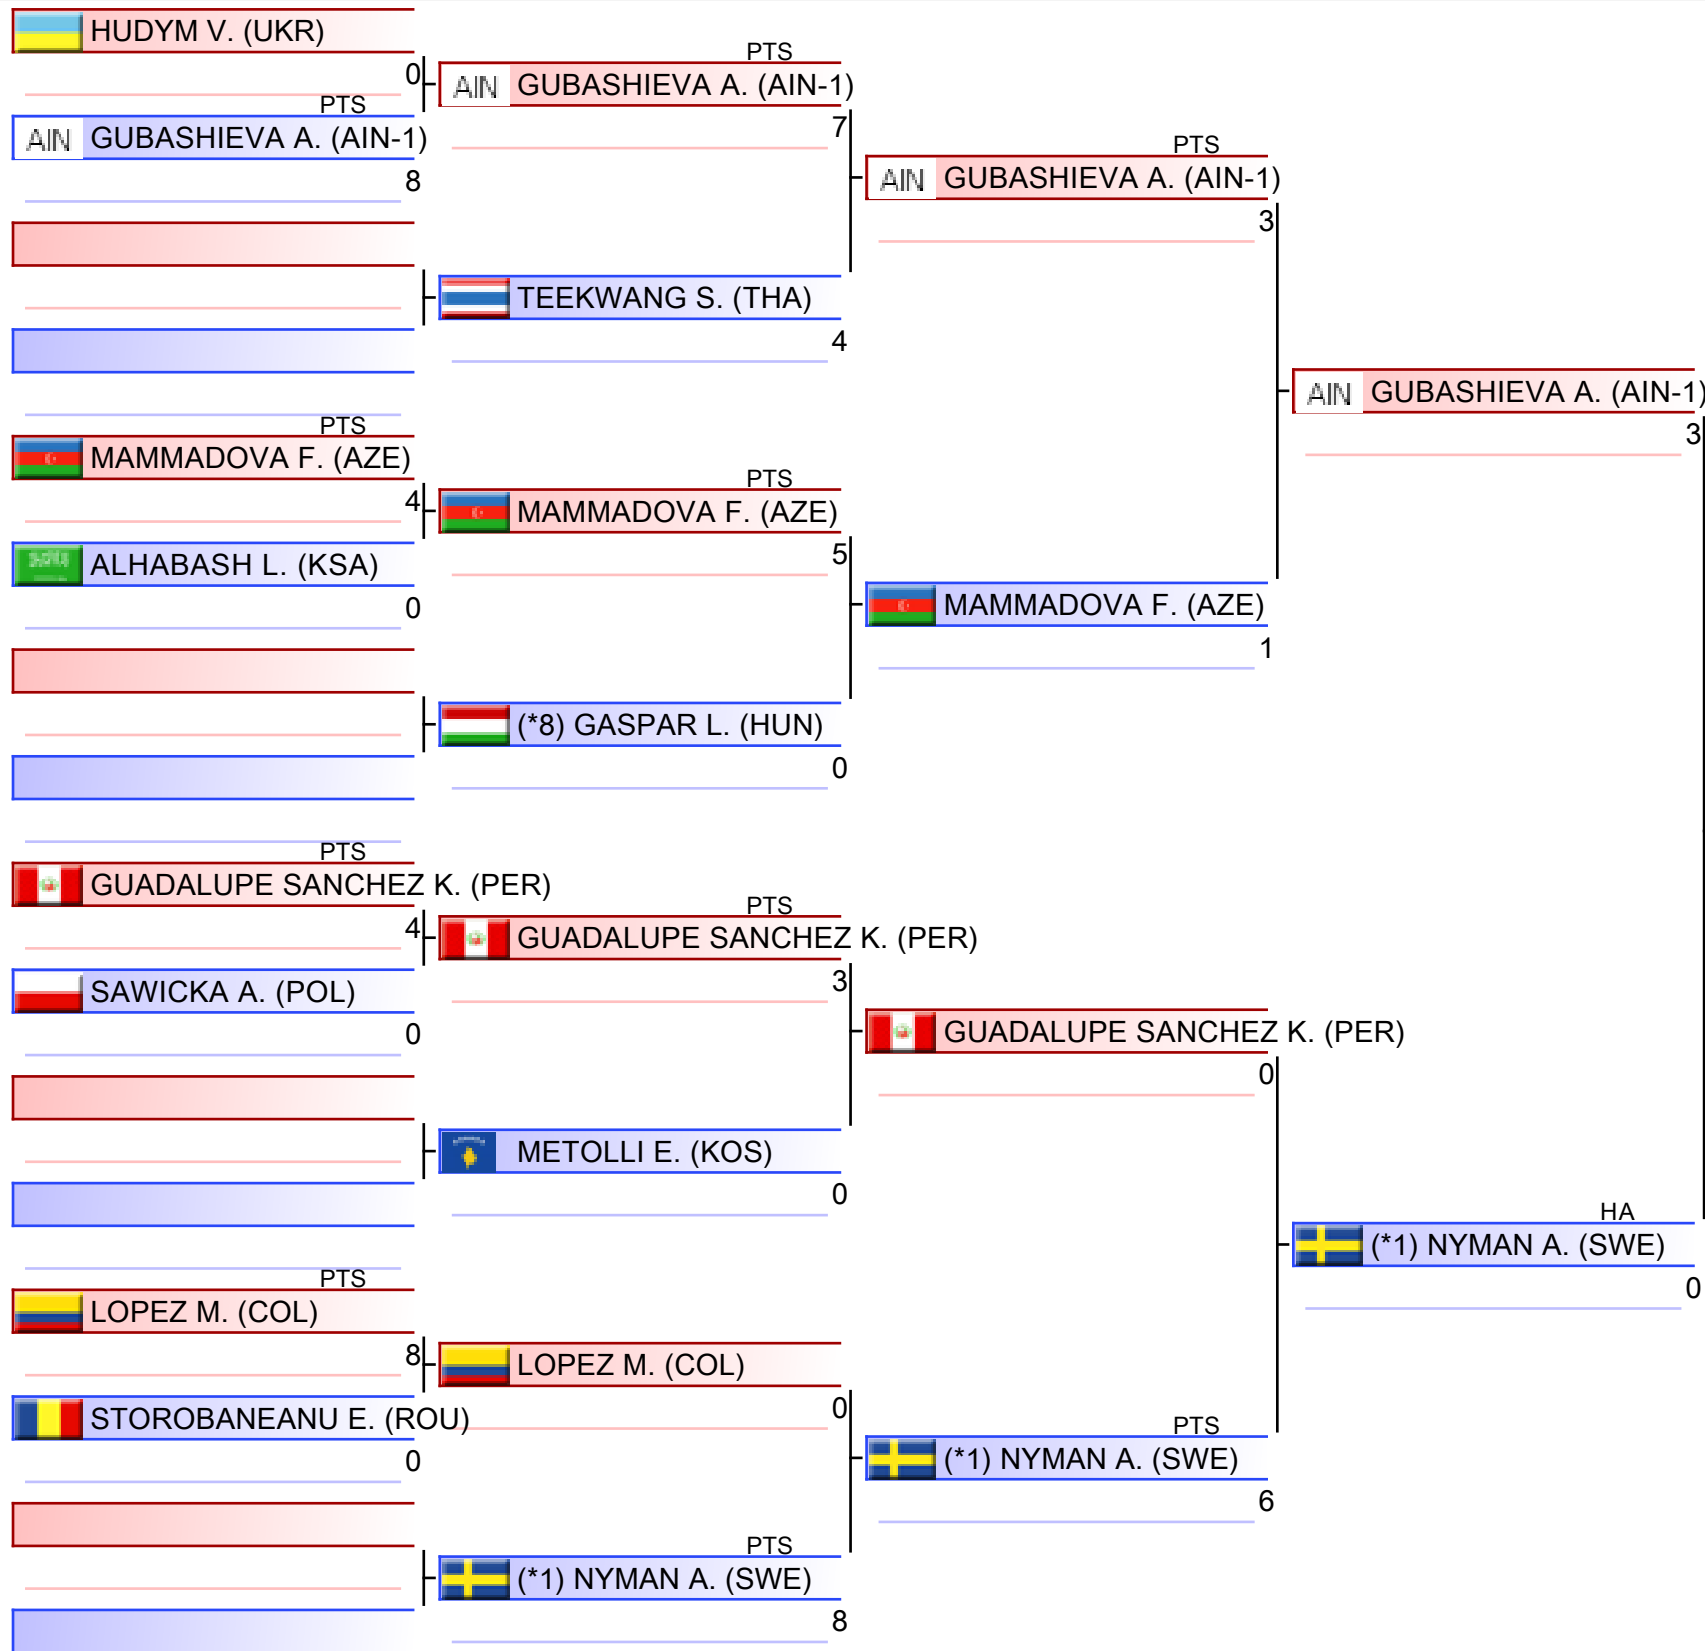 HUDYM V. (UKR)
0
PTS
AIN GUBASHIEVA A. (AIN-1)
8
PTS
MAMMADOVA F. (AZE)
4
ALHABASH L. (KSA)
0
PTS
GUADALUPE SANCHEZ K. (PER)
4
SAWICKA A. (POL)
0
PTS
LOPEZ M. (COL)
8
STOROBANEANU E. (ROU)
0
PTS
AIN GUBASHIEVA A. (AIN-1)
7
TEEKWANG S. (THA)
4
PTS
MAMMADOVA F. (AZE)
5
(*8) GASPAR L. (HUN)
0
PTS
GUADALUPE SANCHEZ K. (PER)
3
METOLLI E. (KOS)
0
LOPEZ M. (COL)
0
PTS
(*1) NYMAN A. (SWE)
8
PTS
AIN GUBASHIEVA A. (AIN-1)
3
MAMMADOVA F. (AZE)
1
GUADALUPE SANCHEZ K. (PER)
0
PTS
(*1) NYMAN A. (SWE)
6
AIN GUBASHIEVA A. (AIN-1)
3
HA
(*1) NYMAN A. (SWE)
0